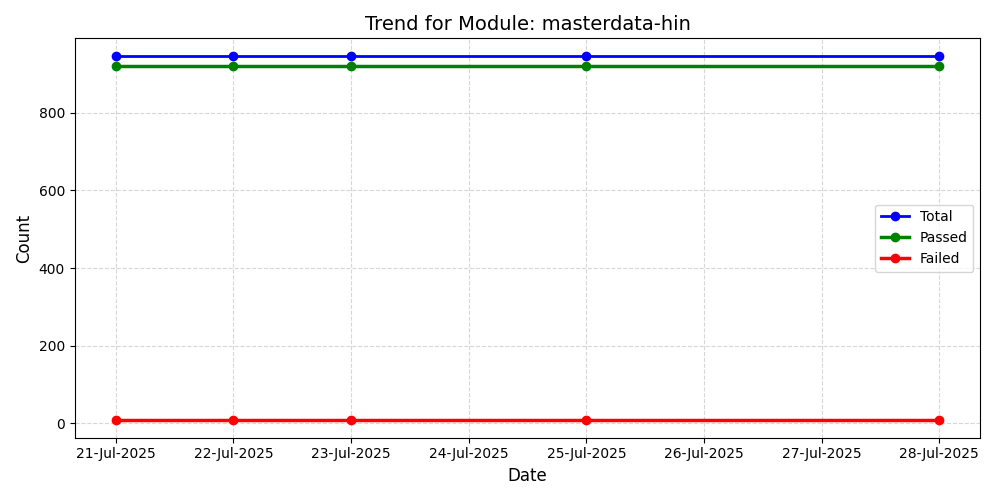 Trend for Module: masterdata-hin
800
600
400
200
0
Count
Total
Passed
Failed
21-Jul-2025 22-Jul-2025 23-Jul-2025 24-Jul-2025 25-Jul-2025 26-Jul-2025 27-Jul-2025 28-Jul-2025
Date